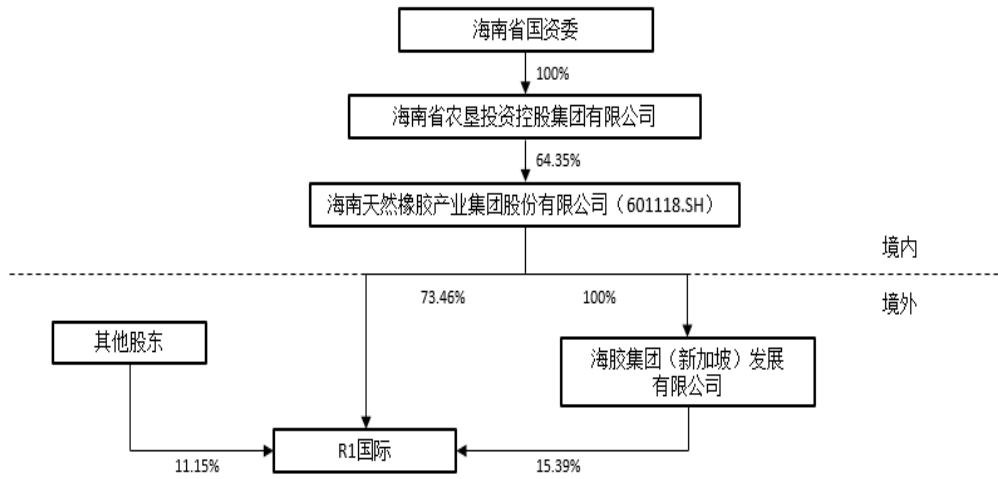 海南省国资委
100%
海南省农垦投资控股集团有限公司
64.35%
海南天然橡胶产业集团股份有限公司（601118.SH）
境内
73.46%
100%
境外
其他股东
海胶集团（新加坡）发展
有限公司
R1国际
11.15%
15.39%